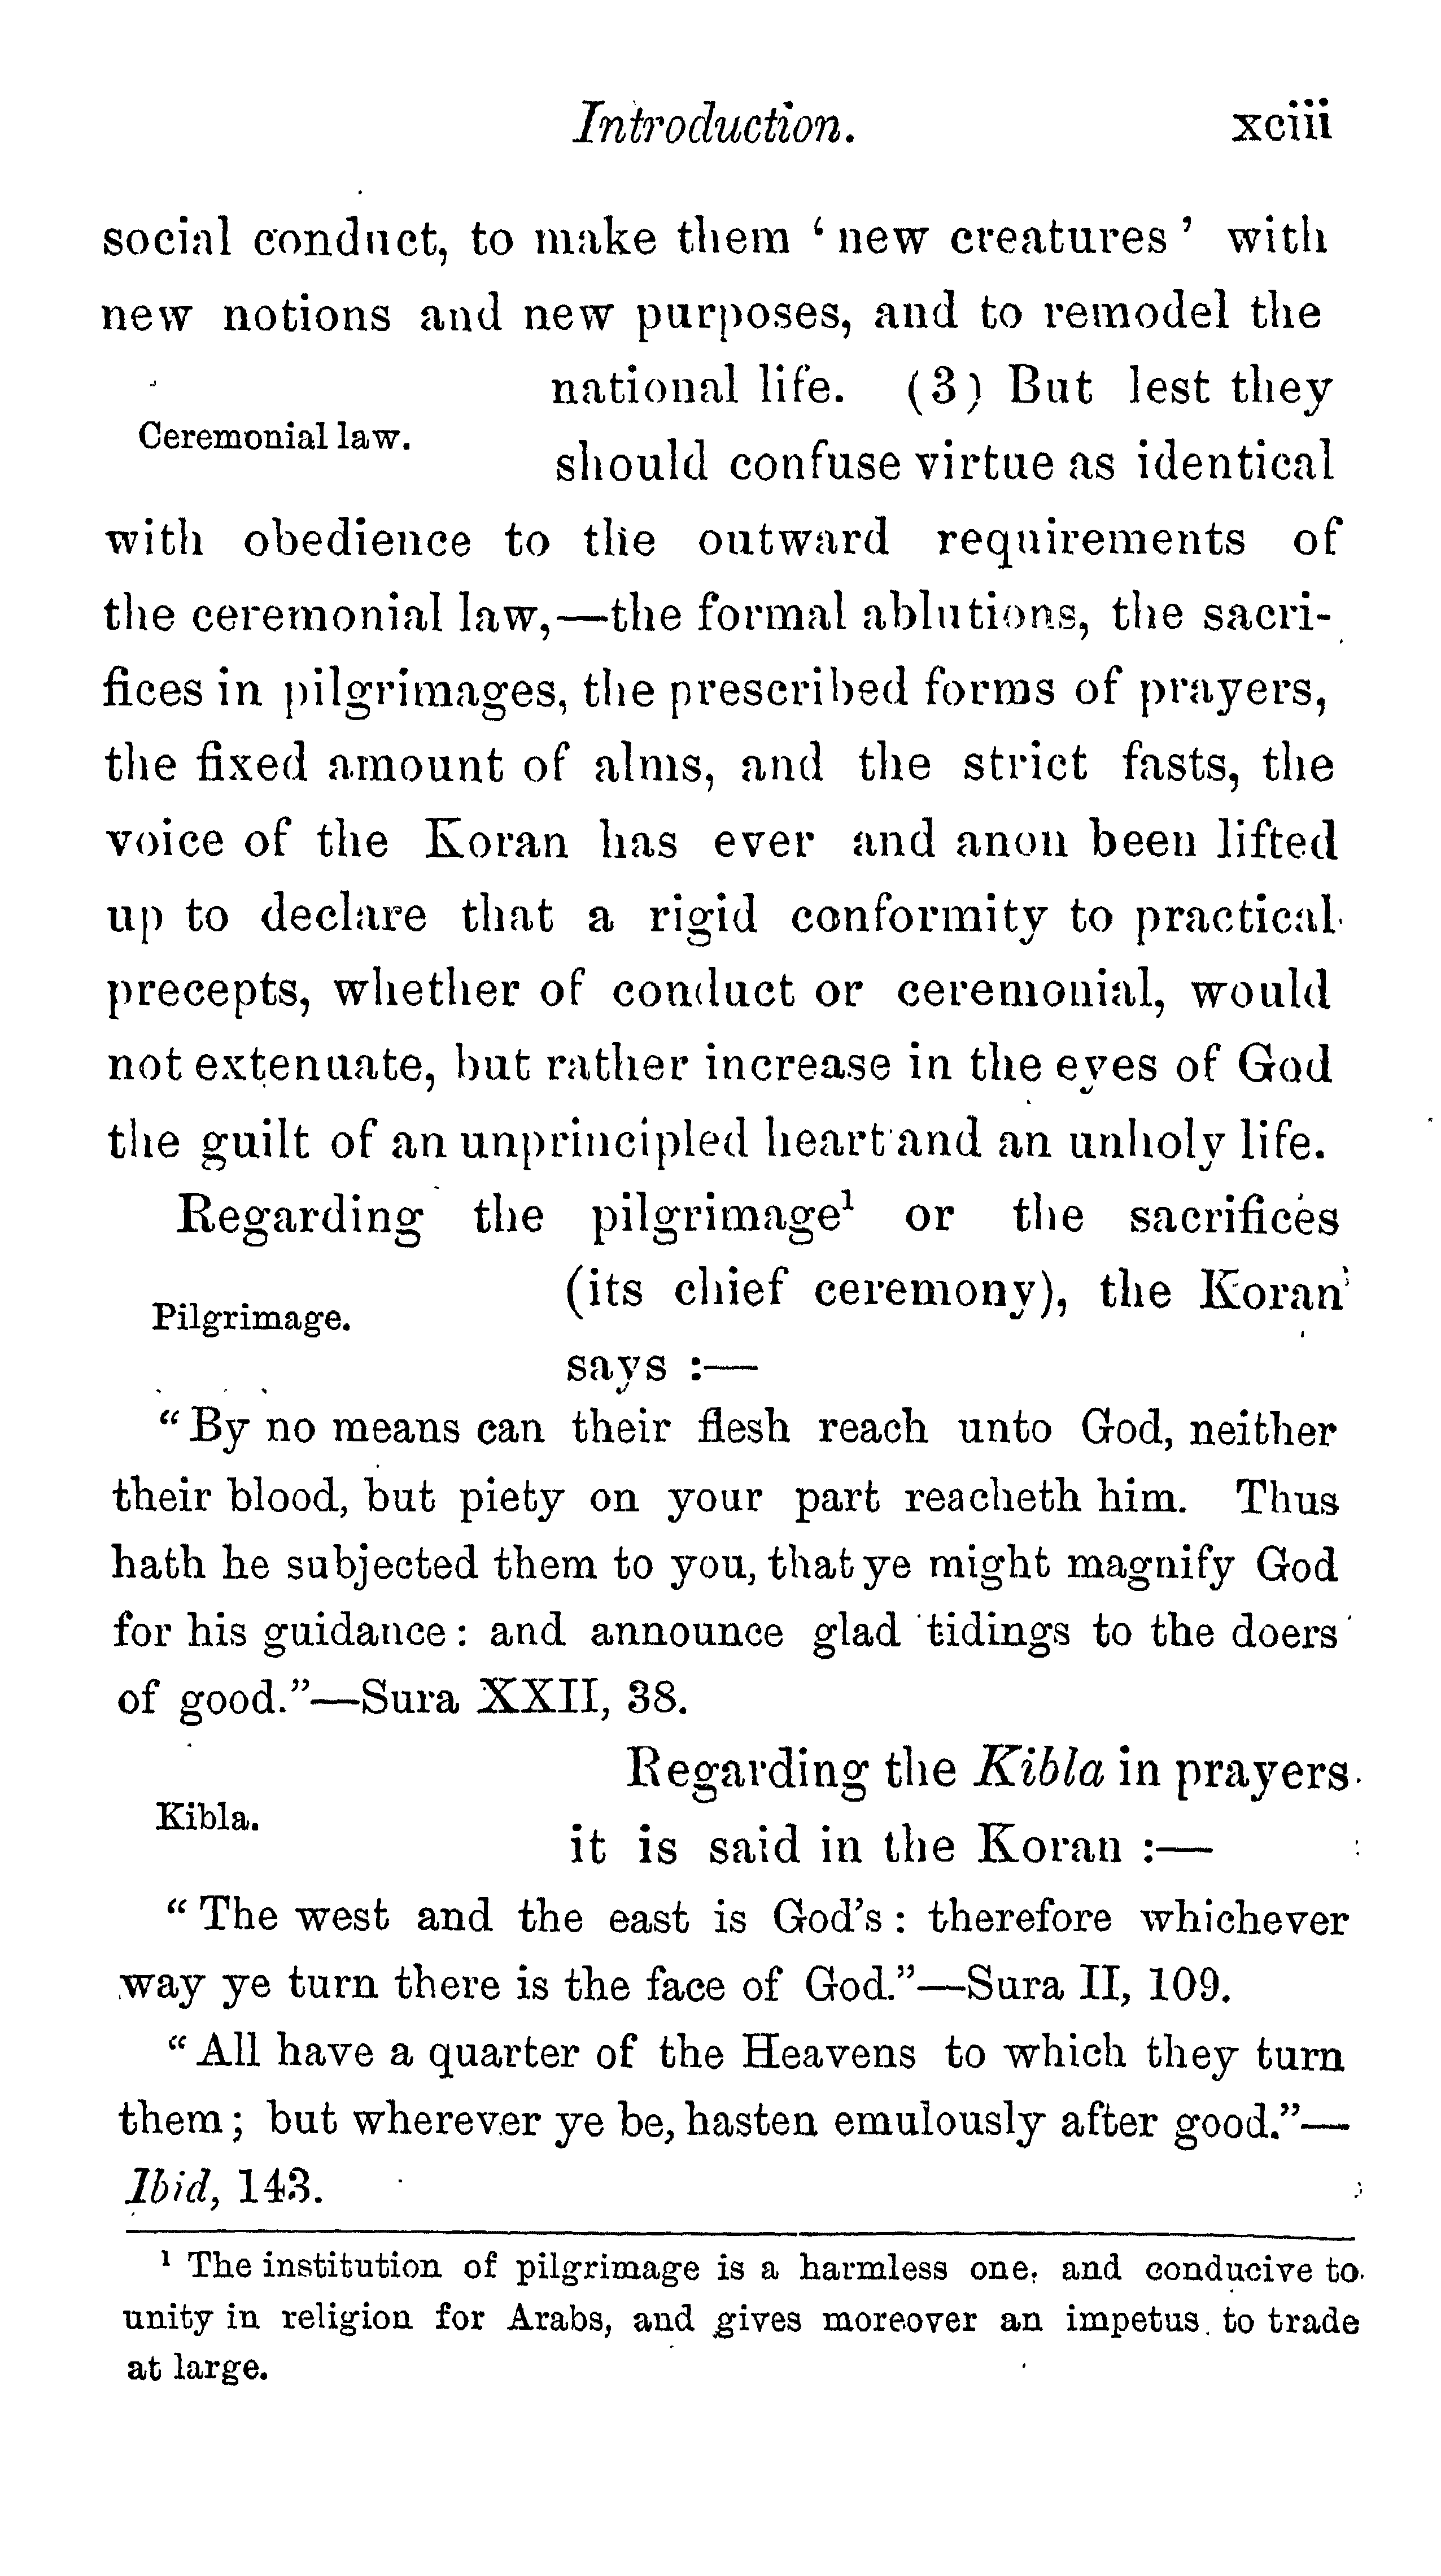 Introduction. xciii
social conduct, to make them ‘ new creatures ’ with
new notions and new purposes, and to remodel the
national life. (3) But lest they
Ceremonial law.
should confuse virtue as identical
with obedience to the outward requirements of
the ceremonial law,—the formal ablutions, the sacri-
fices in pilgrimages, the prescribed forms of prayers,
the fixed amount of alms, and the strict fasts, the
voice of the Koran has ever and anon been lifted
up to declare that a rigid conformity to practical
precepts, whether of conduct or ceremonial, would
not extenuate, but rather increase in the eyes of God
the guilt of an unprincipled heart and an unholy life.
Regarding the pilgrimage¹ or the sacrifices
(its chief ceremony), the Koran
Pilgrimage.
says :—
“ By no means can their flesh reach unto God, neither
their blood, but piety on your part reacheth him. Thus
hath he subjected them to you, that ye might magnify God
for his guidance : and announce glad tidings to the doers
of good.”—Sura XXII, 38.
Regarding the Kibla in prayers
Kibla.
it is said in the Koran :—
“ The west and the east is God’s : therefore whichever
way ye turn there is the face of God.”—Sura II, 109.
“ All have a quarter of the Heavens to which they turn
them ; but wherever ye be, hasten emulously after good.”—
Ibid, 143.
¹ The institution of pilgrimage is a harmless one, and conducive to
unity in religion for Arabs, and gives moreover an impetus to trade
at large.